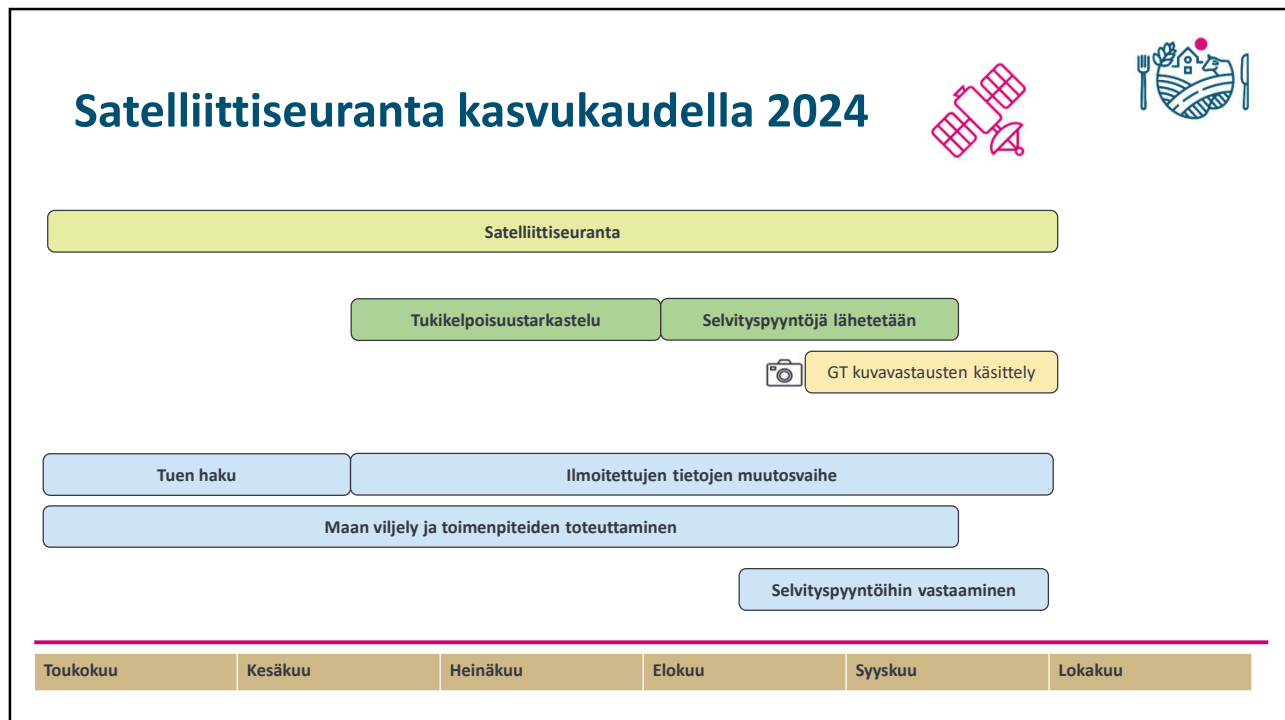 Satelliittiseuranta kasvukaudella 2024
Satelliittiseuranta
Tukikelpoisuustarkastelu
Selvityspyyntöjä lähetetään
GT kuvavastausten käsittely
Tuen haku
Ilmoitettujen tietojen muutosvaihe
Maan viljely ja toimenpiteiden toteuttaminen
Selvityspyyntöihin vastaaminen
Toukokuu
Kesäkuu
Heinäkuu
Elokuu
Syyskuu
Lokakuu